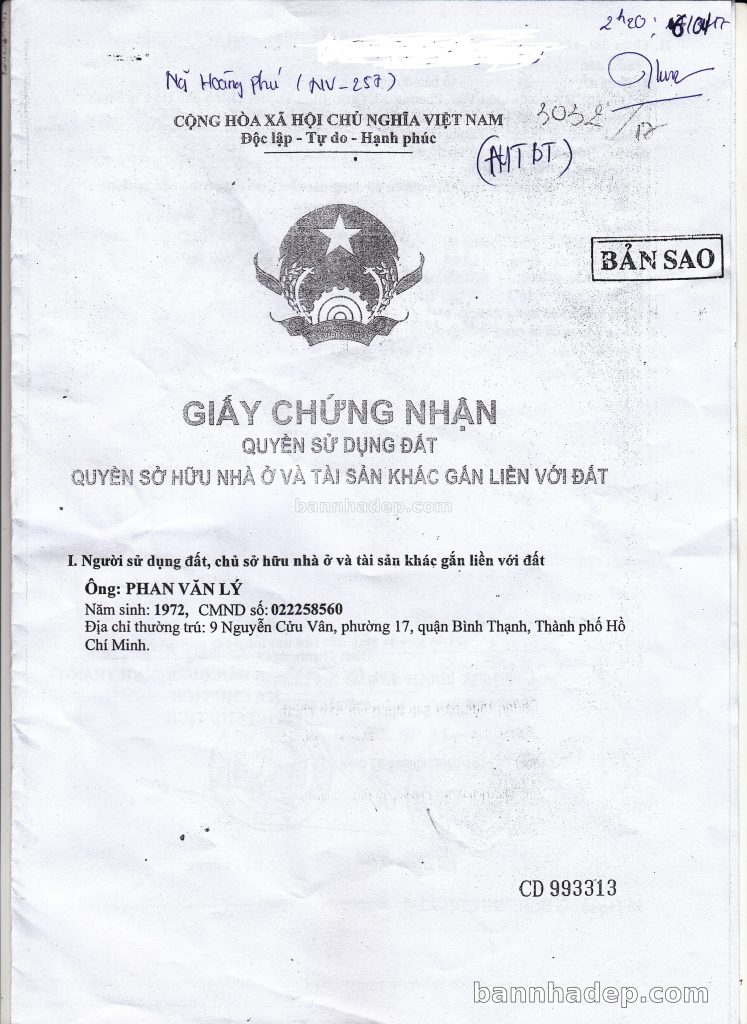 2h20;
Nã Hoàng Phú (NV-257)
3032/17
CỘNG HÒA XÃ HỘI CHỦ NGHĨA VIỆT NAM
Độc lập - Tự do - Hạnh phúc
BẢN SAO
GIẤY CHỨNG NHẬN
QUYỀN SỬ DỤNG ĐẤT
QUYỀN SỞ HỮU NHÀ Ở VÀ TÀI SẢN KHÁC GẮN LIỀN VỚI ĐẤT
bannhadep.com
I. Người sử dụng đất, chủ sở hữu nhà ở và tài sản khác gắn liền với đất
Ông: PHAN VĂN LÝ
Năm sinh: 1972, CMND số: 022258560
Địa chỉ thường trú: 9 Nguyễn Cửu Vân, phường 17, quận Bình Thạnh, Thành phố Hồ
Chí Minh.
CD 993313
bannhadep.com